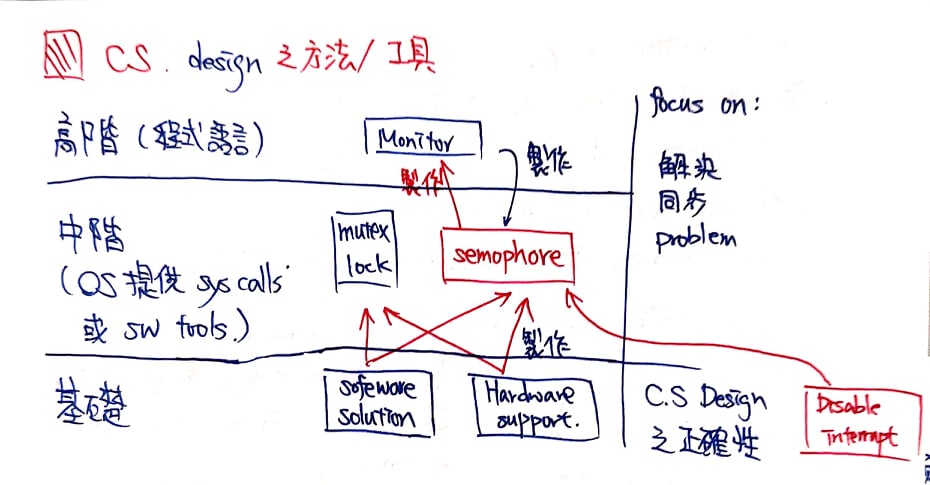 C.S. design 之方法/工具
focus on:
高階 (程式語言)
Monitor
製作
製作
解決
同步
problem
中階
(OS 提供 sys calls
或 sw tools.)
mutex
lock
semophore
製作
基礎
Sofeware
solution
Hardware
support.
C.S Design
之正確性
Disable
Interrupt